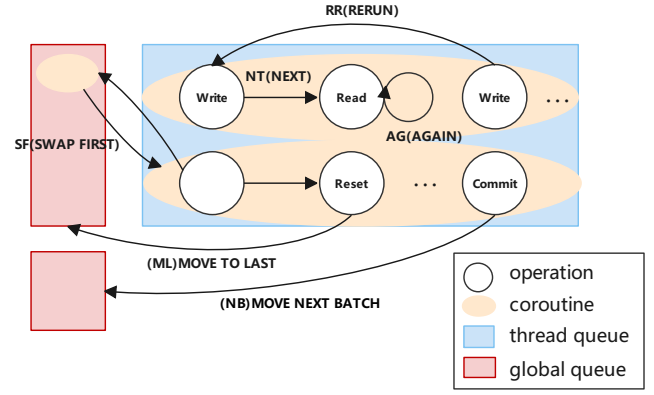 RR(RERUN)
NT(NEXT)
Write
Read
Write
...
AG(AGAIN)
SF(SWAP FIRST)
Reset
...
Commit
(ML)MOVE TO LAST
(NB)MOVE NEXT BATCH
operation
coroutine
thread queue
global queue